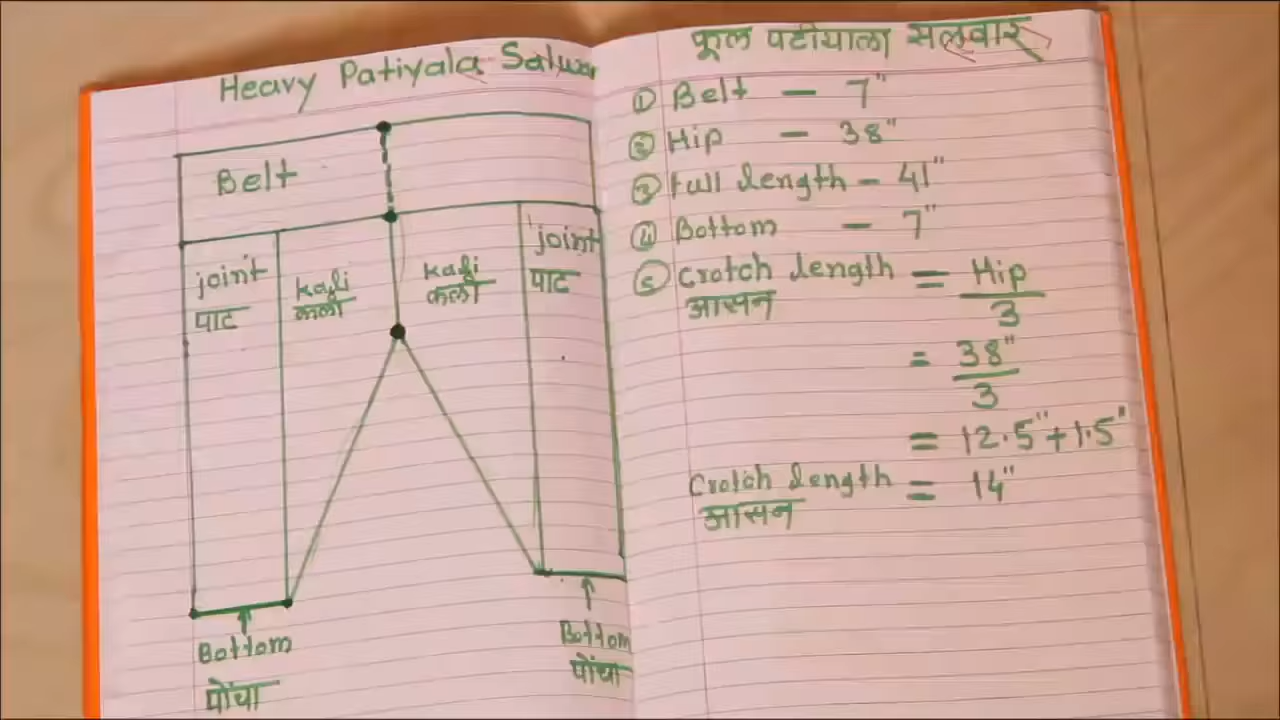 Heavy Patiyala Salwar
Belt
joint
पाट
kali
कली
kali
कली
joint
पाट
Bottom
पोंचा
Bottom
पोंचा
फूल पटीयाला सलवार
① Belt — 7"
② Hip — 38"
③ Full length — 41"
④ Bottom — 7"
⑤ Crotch length = Hip
आसन 3
= 38"
3
= 12.5" + 1.5"
Crotch length = 14"
आसन